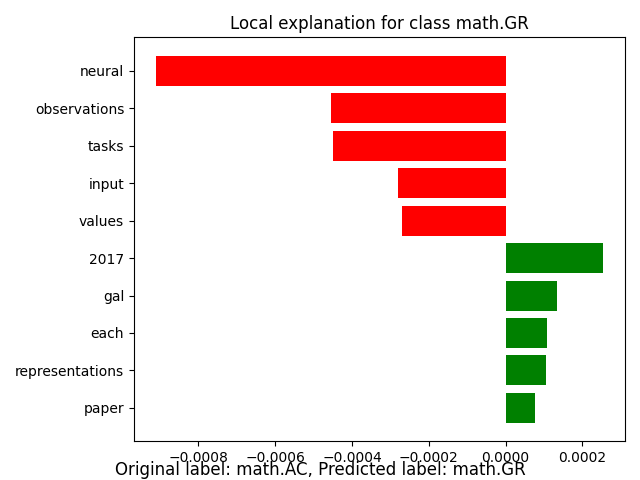 Local explanation for class math.GR
neural
observations
tasks
input
values
2017
gal
each
representations
paper
−0.0008 −0.0006 −0.0004 −0.0002 0.0000 0.0002
Original label: math.AC, Predicted label: math.GR